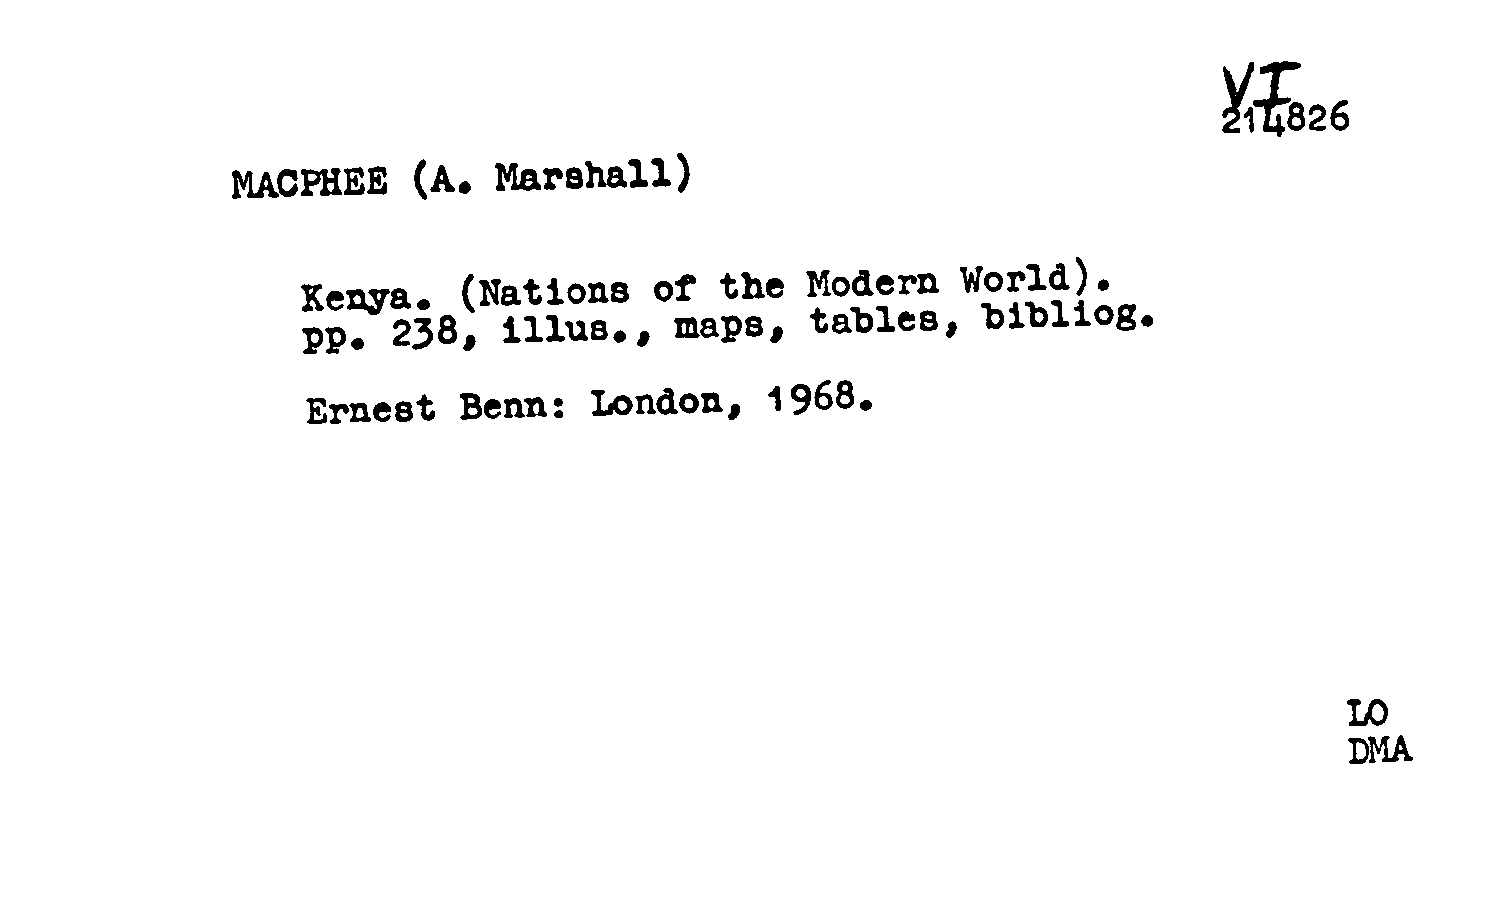 VI
214826
MACPHEE (A. Marshall)
Kenya. (Nations of the Modern World).
pp. 238, illus., maps, tables, bibliog.
Ernest Benn: London, 1968.
LO
DMA